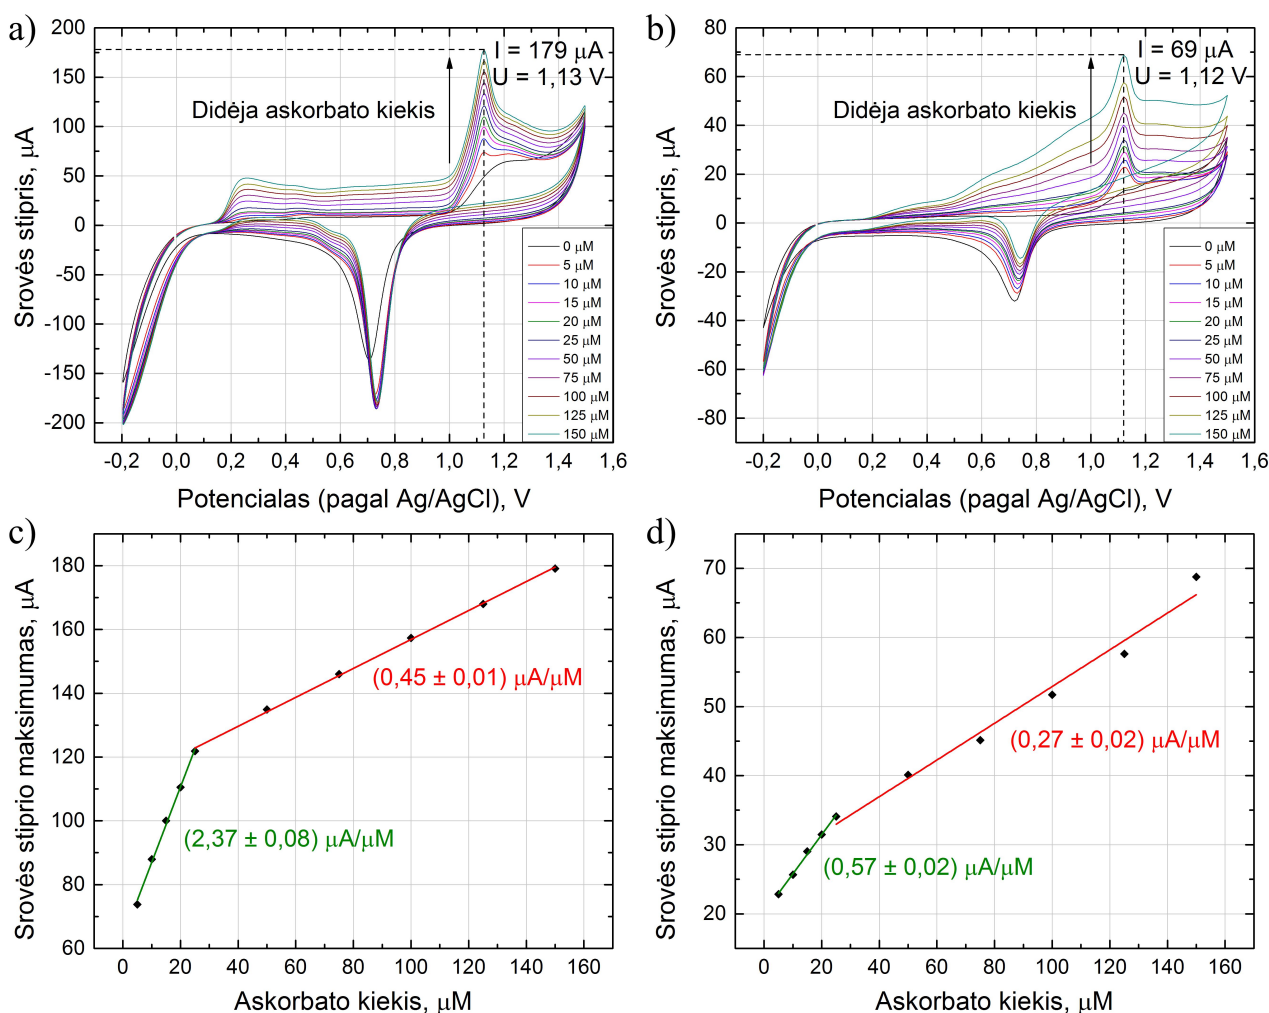 a)
200
150
100
50
0
-50
-100
-150
-200
Srovės stipris, μA
I = 179 μA
U = 1,13 V
Didėja askorbato kiekis
0 μM
5 μM
10 μM
15 μM
20 μM
25 μM
50 μM
75 μM
100 μM
125 μM
150 μM
-0,2 0,0 0,2 0,4 0,6 0,8 1,0 1,2 1,4 1,6
Potencialas (pagal Ag/AgCl), V
b)
80
60
40
20
0
-20
-40
-60
-80
Srovės stipris, μA
I = 69 μA
U = 1,12 V
Didėja askorbato kiekis
0 μM
5 μM
10 μM
15 μM
20 μM
25 μM
50 μM
75 μM
100 μM
125 μM
150 μM
-0,2 0,0 0,2 0,4 0,6 0,8 1,0 1,2 1,4 1,6
Potencialas (pagal Ag/AgCl), V
c)
180
160
140
120
100
80
60
Srovės stiprio maksimumas, μA
(0,45 ± 0,01) μA/μM
(2,37 ± 0,08) μA/μM
0 20 40 60 80 100 120 140 160
Askorbato kiekis, μM
d)
70
60
50
40
30
20
Srovės stiprio maksimumas, μA
(0,27 ± 0,02) μA/μM
(0,57 ± 0,02) μA/μM
0 20 40 60 80 100 120 140 160
Askorbato kiekis, μM